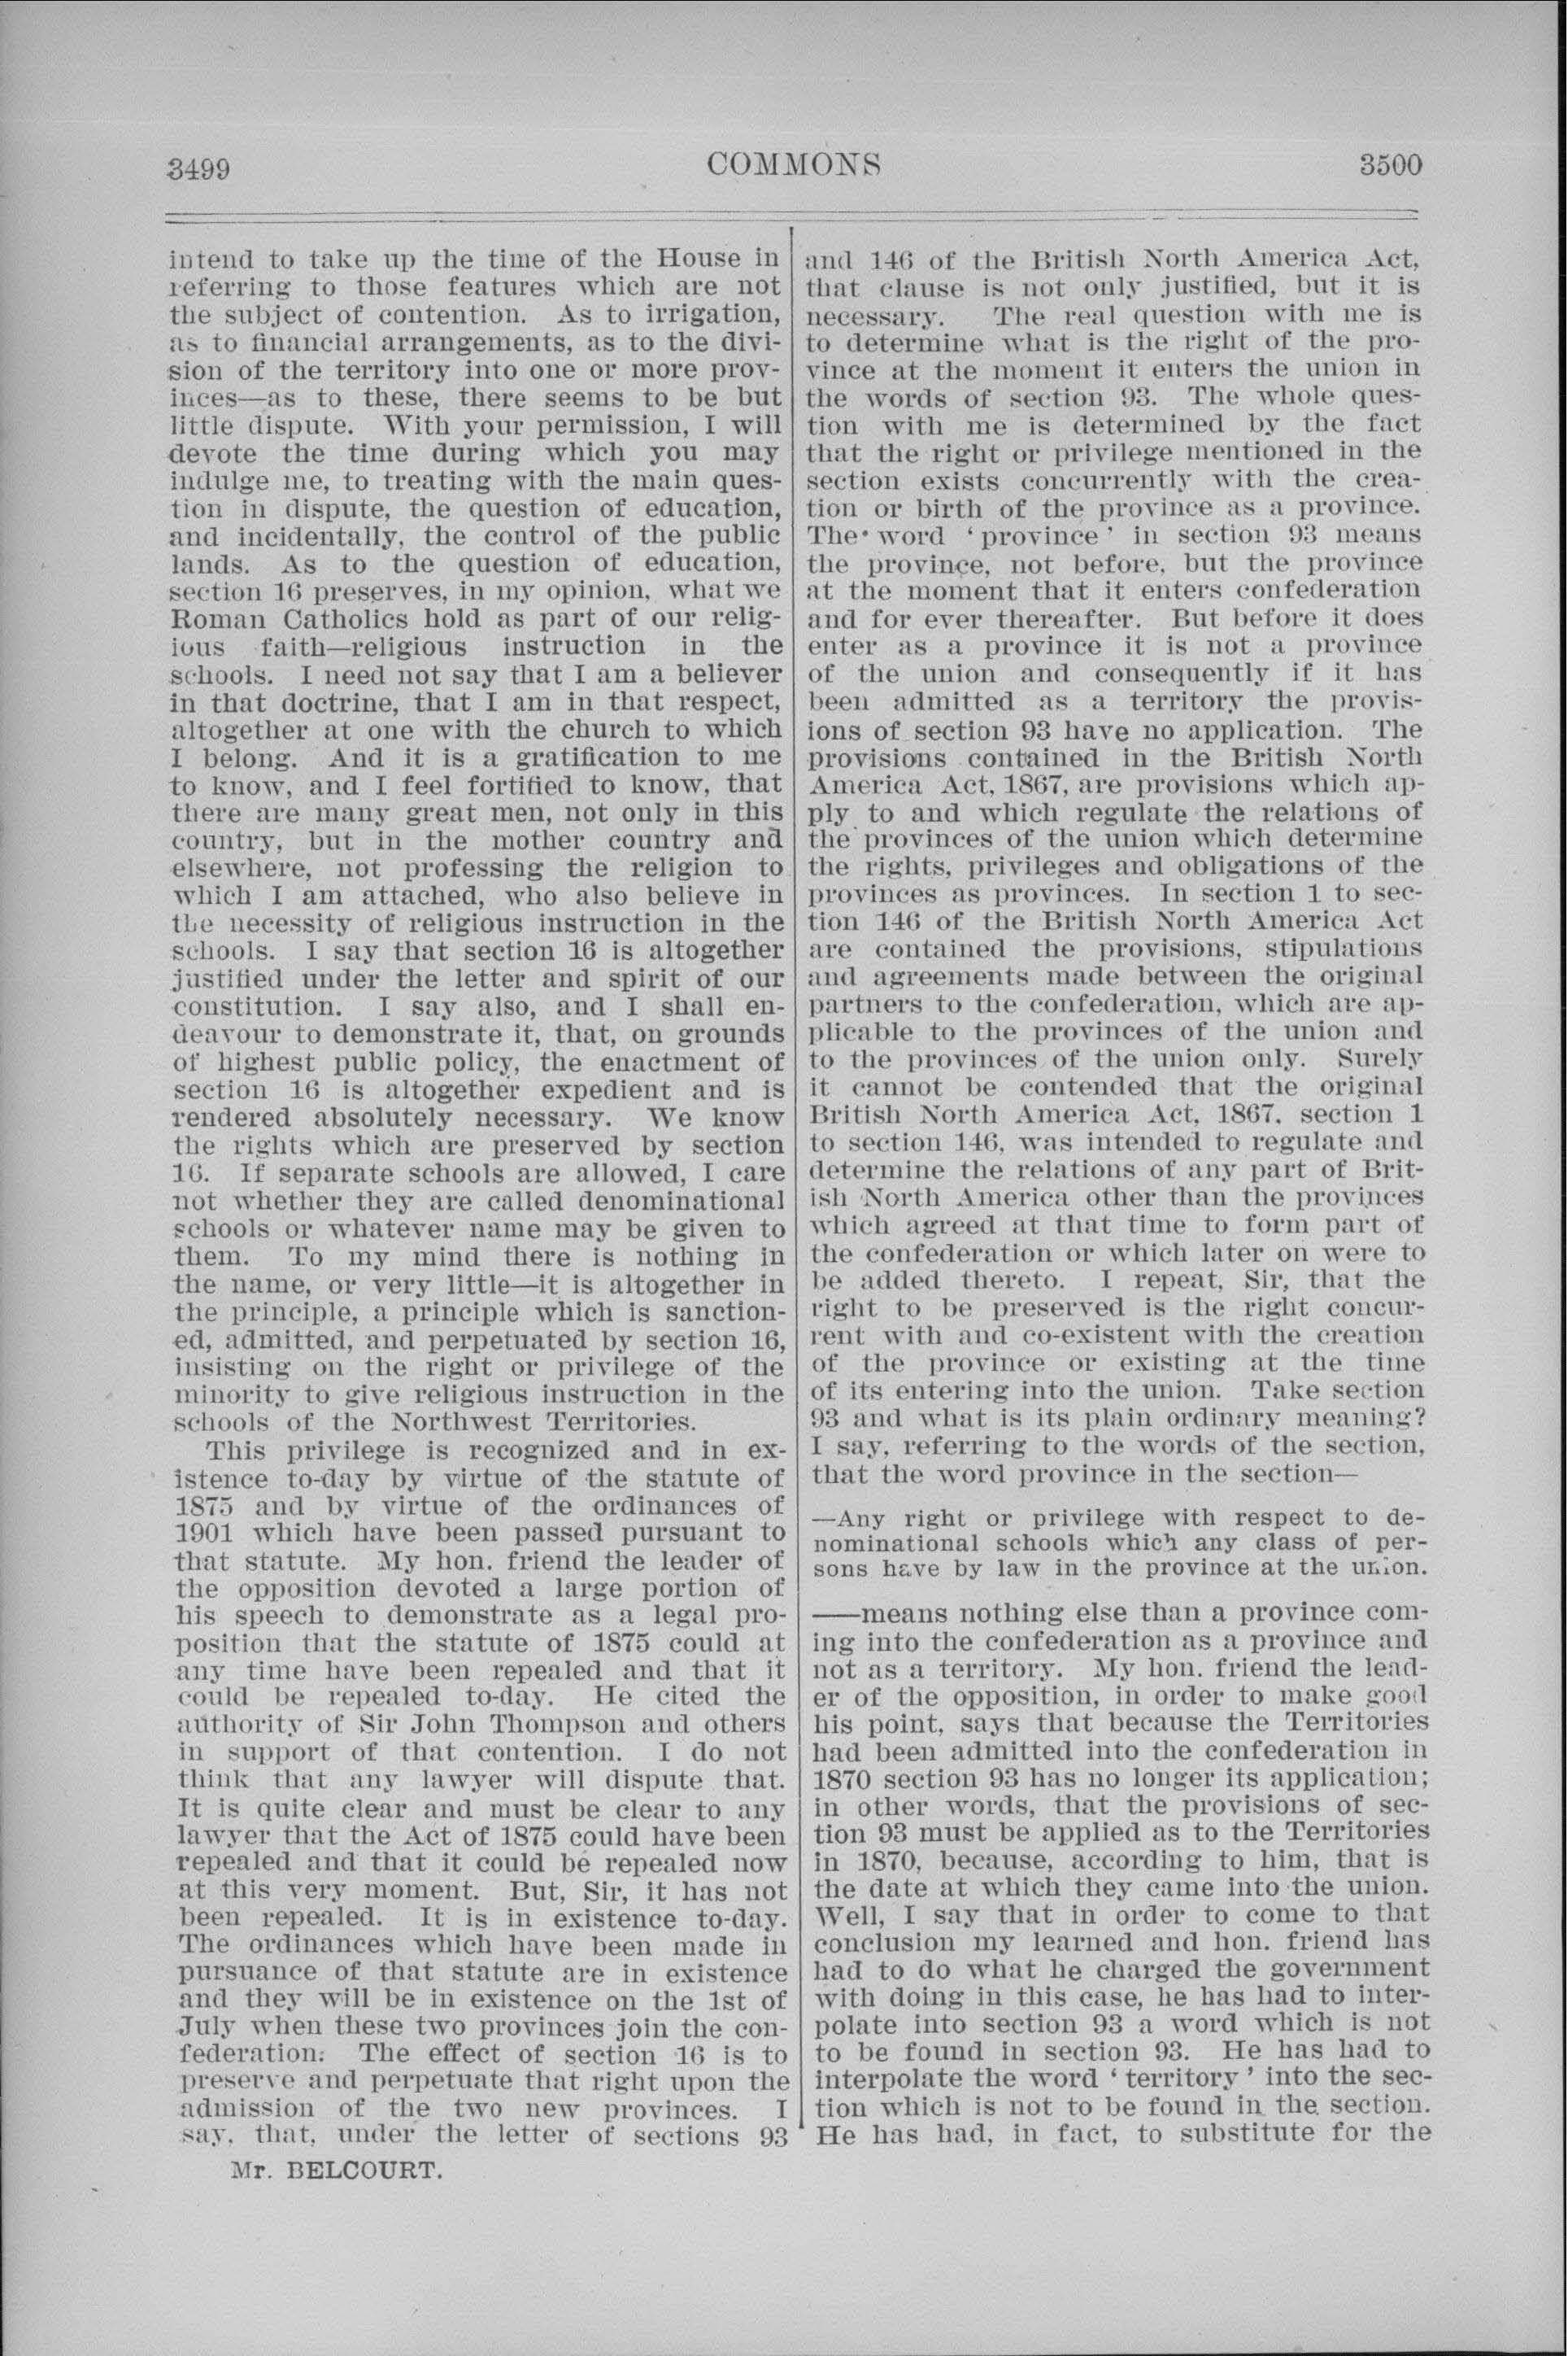 3499
COMMONS
3500
intend to take up the time of the House in
referring to those features which are not
the subject of contention. As to irrigation,
as to financial arrangements, as to the divi-
sion of the territory into one or more prov-
inces—as to these, there seems to be but
little dispute. With your permission, I will
devote the time during which you may
indulge me, to treating with the main ques-
tion in dispute, the question of education,
and incidentally, the control of the public
lands. As to the question of education,
section 16 preserves, in my opinion, what we
Roman Catholics hold as part of our relig-
ious faith—religious instruction in the
schools. I need not say that I am a believer
in that doctrine, that I am in that respect,
altogether at one with the church to which
I belong. And it is a gratification to me
to know, and I feel fortified to know, that
there are many great men, not only in this
country, but in the mother country and
elsewhere, not professing the religion to
which I am attached, who also believe in
the necessity of religious instruction in the
schools. I say that section 16 is altogether
justified under the letter and spirit of our
constitution. I say also, and I shall en-
deavour to demonstrate it, that, on grounds
of highest public policy, the enactment of
section 16 is altogether expedient and is
rendered absolutely necessary. We know
the rights which are preserved by section
16. If separate schools are allowed, I care
not whether they are called denominational
schools or whatever name may be given to
them. To my mind there is nothing in
the name, or very little—it is altogether in
the principle, a principle which is sanction-
ed, admitted, and perpetuated by section 16,
insisting on the right or privilege of the
minority to give religious instruction in the
schools of the Northwest Territories.
This privilege is recognized and in ex-
istence to-day by virtue of the statute of
1875 and by virtue of the ordinances of
1901 which have been passed pursuant to
that statute. My hon. friend the leader of
the opposition devoted a large portion of
his speech to demonstrate as a legal pro-
position that the statute of 1875 could at
any time have been repealed and that it
could be repealed to-day. He cited the
authority of Sir John Thompson and others
in support of that contention. I do not
think that any lawyer will dispute that.
It is quite clear and must be clear to any
lawyer that the Act of 1875 could have been
repealed and that it could be repealed now
at this very moment. But, Sir, it has not
been repealed. It is in existence to-day.
The ordinances which have been made in
pursuance of that statute are in existence
and they will be in existence on the 1st of
July when these two provinces join the con-
federation. The effect of section 16 is to
preserve and perpetuate that right upon the
admission of the two new provinces. I
say, that, under the letter of sections 93
Mr. BELCOURT.
and 146 of the British North America Act,
that clause is not only justified, but it is
necessary. The real question with me is
to determine what is the right of the pro-
vince at the moment it enters the union in
the words of section 93. The whole ques-
tion with me is determined by the fact
that the right or privilege mentioned in the
section exists concurrently with the crea-
tion or birth of the province as a province.
The word 'province' in section 93 means
the province, not before, but the province
at the moment that it enters confederation
and for ever thereafter. But before it does
enter as a province it is not a province
of the union and consequently if it has
been admitted as a territory the provis-
ions of section 93 have no application. The
provisions contained in the British North
America Act, 1867, are provisions which ap-
ply to and which regulate the relations of
the provinces of the union which determine
the rights, privileges and obligations of the
provinces as provinces. In section 1 to sec-
tion 146 of the British North America Act
are contained the provisions, stipulations
and agreements made between the original
partners to the confederation, which are ap-
plicable to the provinces of the union and
to the provinces of the union only. Surely
it cannot be contended that the original
British North America Act, 1867, section 1
to section 146, was intended to regulate and
determine the relations of any part of Brit-
ish North America other than the provinces
which agreed at that time to form part of
the confederation or which later on were to
be added thereto. I repeat, Sir, that the
right to be preserved is the right concur-
rent with and co-existent with the creation
of the province or existing at the time
of its entering into the union. Take section
93 and what is its plain ordinary meaning?
I say, referring to the words of the section,
that the word province in the section—
—Any right or privilege with respect to de-
nominational schools which any class of per-
sons have by law in the province at the union.
—means nothing else than a province com-
ing into the confederation as a province and
not as a territory. My hon. friend the lead-
er of the opposition, in order to make good
his point, says that because the Territories
had been admitted into the confederation in
1870 section 93 has no longer its application;
in other words, that the provisions of sec-
tion 93 must be applied as to the Territories
in 1870, because, according to him, that is
the date at which they came into the union.
Well, I say that in order to come to that
conclusion my learned and hon. friend has
had to do what he charged the government
with doing in this case, he has had to inter-
polate into section 93 a word which is not
to be found in section 93. He has had to
interpolate the word 'territory' into the sec-
tion which is not to be found in the section.
He has had, in fact, to substitute for the